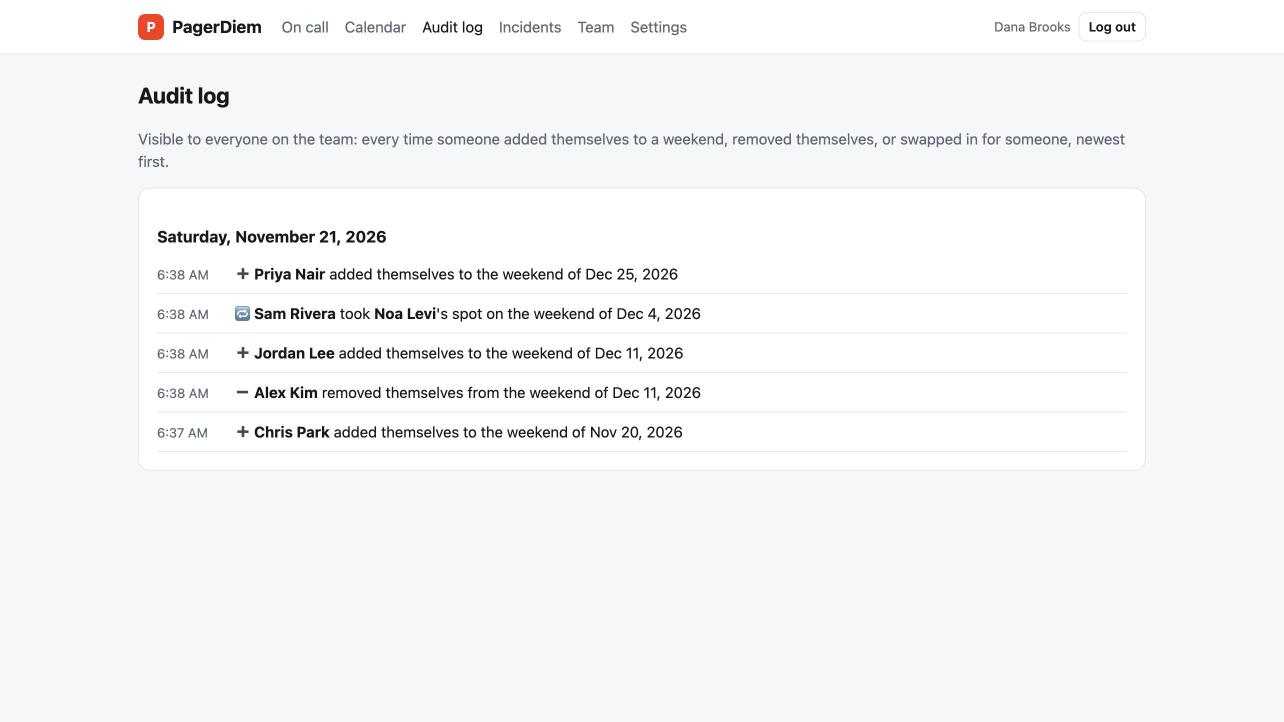 P PagerDiem On call Calendar Audit log Incidents Team Settings Dana Brooks Log out
Audit log
Visible to everyone on the team: every time someone added themselves to a weekend, removed themselves, or swapped in for someone, newest
first.
Saturday, November 21, 2026
6:38 AM ➕ Priya Nair added themselves to the weekend of Dec 25, 2026
6:38 AM 🔁 Sam Rivera took Noa Levi's spot on the weekend of Dec 4, 2026
6:38 AM ➕ Jordan Lee added themselves to the weekend of Dec 11, 2026
6:38 AM ➖ Alex Kim removed themselves from the weekend of Dec 11, 2026
6:37 AM ➕ Chris Park added themselves to the weekend of Nov 20, 2026